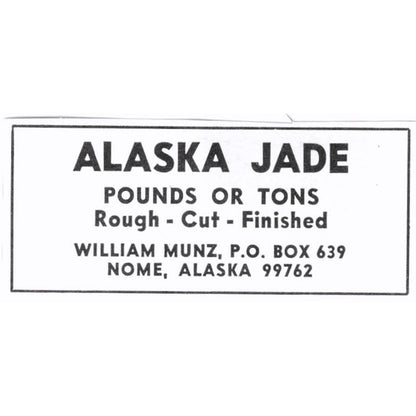 ALASKA JADE
POUNDS OR TONS
Rough - Cut - Finished
WILLIAM MUNZ, P.O. BOX 639
NOME, ALASKA 99762